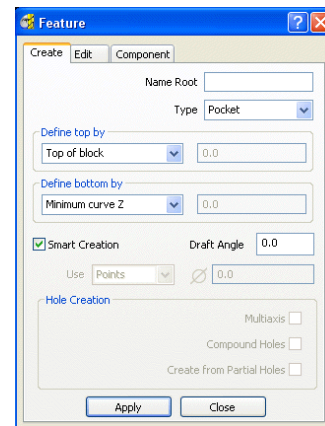 Feature
Create Edit Component
Name Root
Type Pocket
Define top by
Top of block 0.0
Define bottom by
Minimum curve Z 0.0
Smart Creation Draft Angle 0.0
Use Points 0.0
Hole Creation
Multiaxis
Compound Holes
Create from Partial Holes
Apply Close